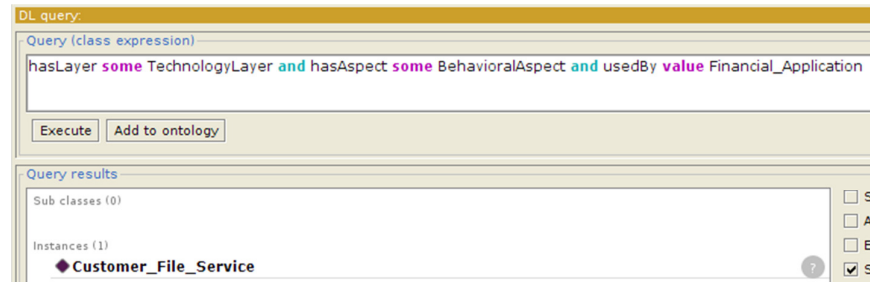 DL query:
Query (class expression)
hasLayer some TechnologyLayer and hasAspect some BehavioralAspect and usedBy value Financial_Application
Execute Add to ontology
Query results
Sub classes (0)
Instances (1)
Customer_File_Service ?